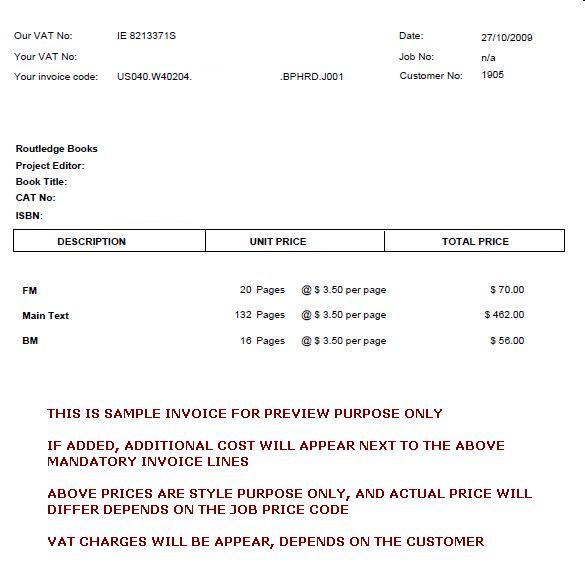 Our VAT No: IE 8213371S Date: 27/10/2009
Your VAT No: Job No: n/a
Your invoice code: US040.W40204. .BPHRD.J001 Customer No: 1905
Routledge Books
Project Editor:
Book Title:
CAT No:
ISBN:
DESCRIPTION UNIT PRICE TOTAL PRICE
FM 20 Pages @ $ 3.50 per page $ 70.00
Main Text 132 Pages @ $ 3.50 per page $ 462.00
BM 16 Pages @ $ 3.50 per page $ 56.00
THIS IS SAMPLE INVOICE FOR PREVIEW PURPOSE ONLY
IF ADDED, ADDITIONAL COST WILL APPEAR NEXT TO THE ABOVE
MANDATORY INVOICE LINES
ABOVE PRICES ARE STYLE PURPOSE ONLY, AND ACTUAL PRICE WILL
DIFFER DEPENDS ON THE JOB PRICE CODE
VAT CHARGES WILL BE APPEAR, DEPENDS ON THE CUSTOMER